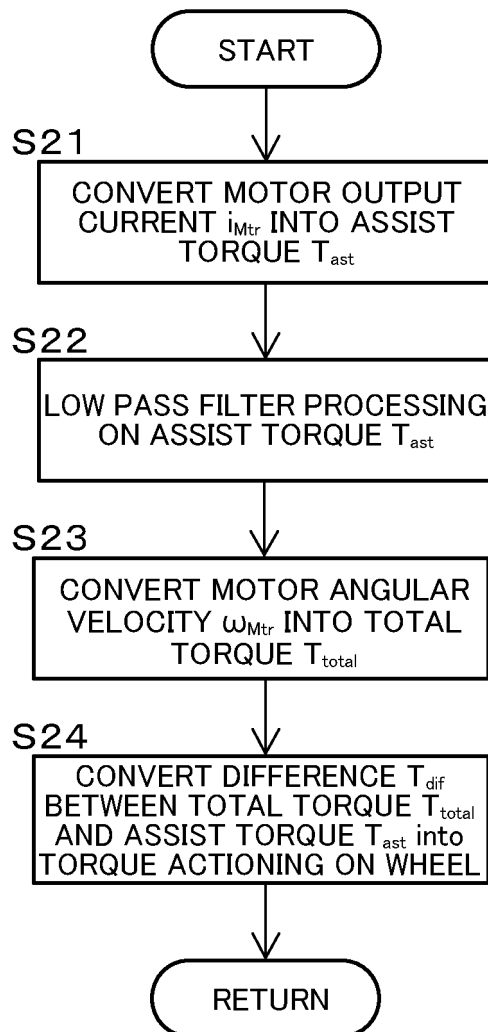 START
S21
CONVERT MOTOR OUTPUT
CURRENT iMtr INTO ASSIST
TORQUE Tast
S22
LOW PASS FILTER PROCESSING
ON ASSIST TORQUE Tast
S23
CONVERT MOTOR ANGULAR
VELOCITY ωMtr INTO TOTAL
TORQUE Ttotal
S24
CONVERT DIFFERENCE Tdif
BETWEEN TOTAL TORQUE Ttotal
AND ASSIST TORQUE Tast into
TORQUE ACTIONING ON WHEEL
RETURN